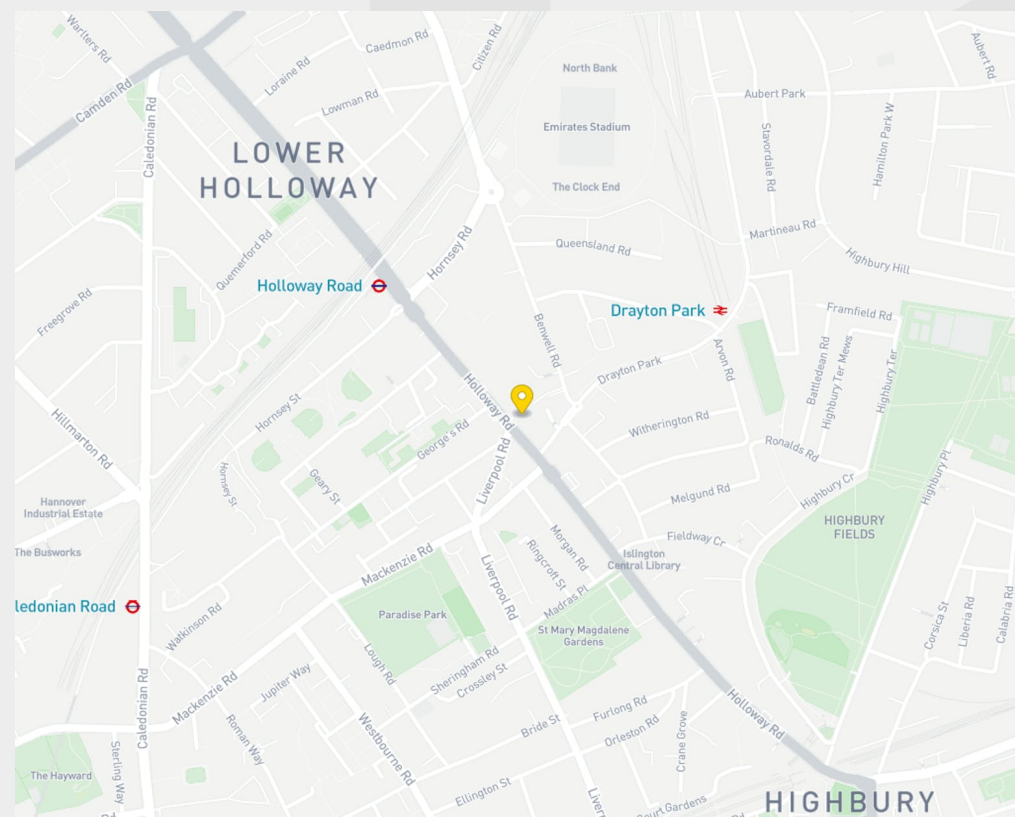 Warlters Rd
Caedmon Rd
Citizen Rd
Aubert Rd
Loraine Rd
North Bank
Camden Rd
Lowman Rd
Aubert Park
Caledonian Rd
Emirates Stadium
Stavordale Rd
Hamilton Park W
LOWER
HOLLOWAY
The Clock End
Quemerford Rd
Hornsey Rd
Queensland Rd
Martineau Rd
Highbury Hill
Holloway Road
Freegrove Rd
Drayton Park
Framfield Rd
Benwell Rd
Arvon Rd
Battledean Rd
Highbury Ter Mews
Highbury Ter
Drayton Park
Holloway Rd
Hornsey St
George's Rd
Witherington Rd
Hillmarton Rd
Liverpool Rd
Ronalds Rd
Highbury Pl
Hornsey St
Geary St
Melgund Rd
Highbury Cr
Hannover
Industrial Estate
HIGHBURY
FIELDS
The Busworks
Mackenzie Rd
Morgan Rd
Ringcroft St
Fieldway Cr
Islington
Central Library
ledonian Road
Watkinson Rd
Paradise Park
Liverpool Rd
Madras Pl
St Mary Magdalene
Gardens
Corsica St
Liberia Rd
Calabria Rd
Lough Rd
Sheringham Rd
Crossley St
Mackenzie Rd
Jupiter Way
Caledonian Rd
Roman Way
Westbourne Rd
Bride St
Furlong Rd
Orleston Rd
Crane Grove
Holloway Rd
The Hayward
Sterling Way
Ellington St
Liver
ourt Gardens
HIGHBURY